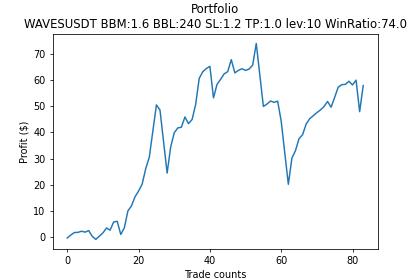 Portfolio
WAVESUSDT BBM:1.6 BBL:240 SL:1.2 TP:1.0 lev:10 WinRatio:74.0
70
60
50
40
30
20
10
0
Profit ($)
0 20 40 60 80
Trade counts